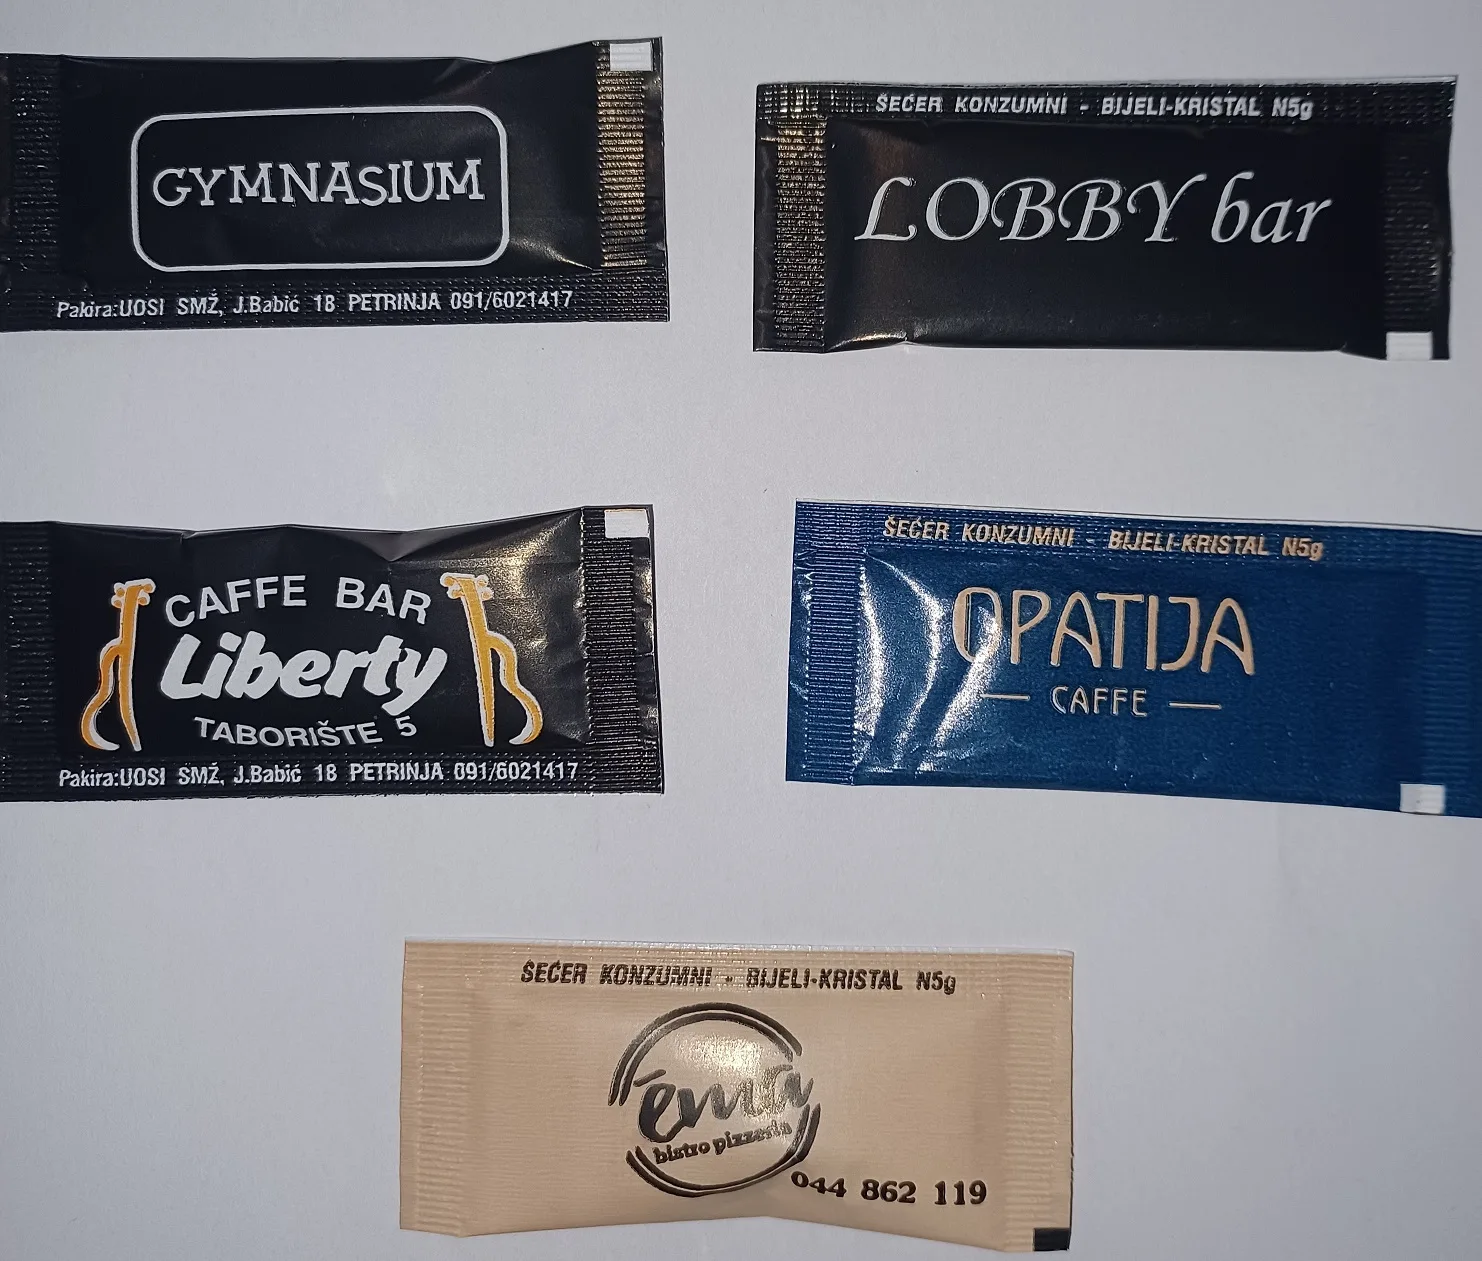 GYMNASIUM
Pakira:UOSI SMŽ, J.Babić 18 PETRINJA 091/6021417
ŠEĆER KONZUMNI - BIJELI-KRISTAL N5g
LOBBY bar
CAFFE BAR
Liberty
TABORIŠTE 5
Pakira:UOSI SMŽ, J.Babić 18 PETRINJA 091/6021417
ŠEĆER KONZUMNI - BIJELI-KRISTAL N5g
OPATIJA
CAFFE
ŠEĆER KONZUMNI - BIJELI-KRISTAL N5g
éma
bistro pizzeria
044 862 119